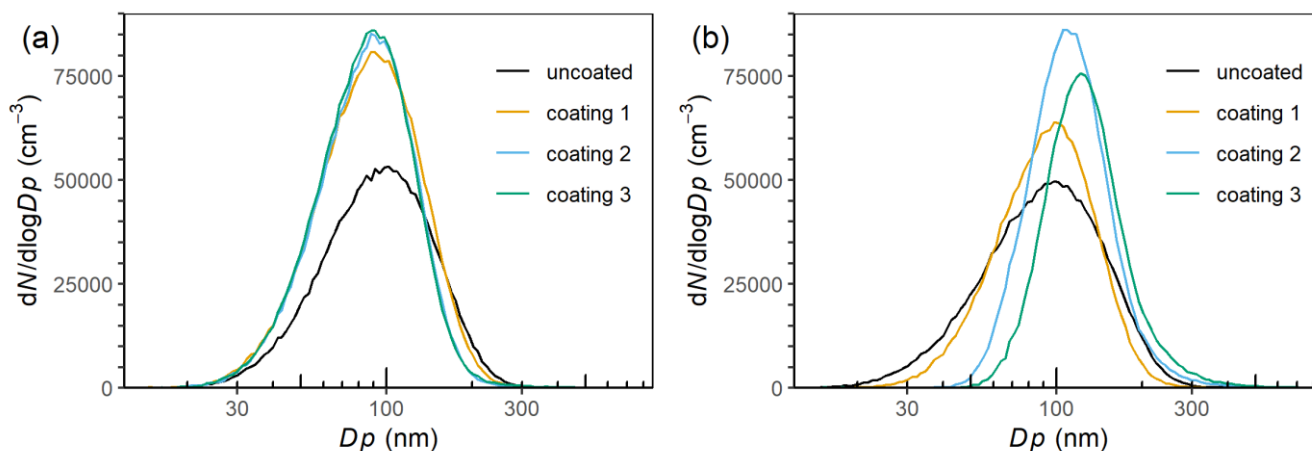 (a)
dN/dlogDp (cm⁻³)
75000
50000
25000
0
uncoated
coating 1
coating 2
coating 3
30
100
300
Dp (nm)
(b)
dN/dlogDp (cm⁻³)
75000
50000
25000
0
uncoated
coating 1
coating 2
coating 3
30
100
300
Dp (nm)